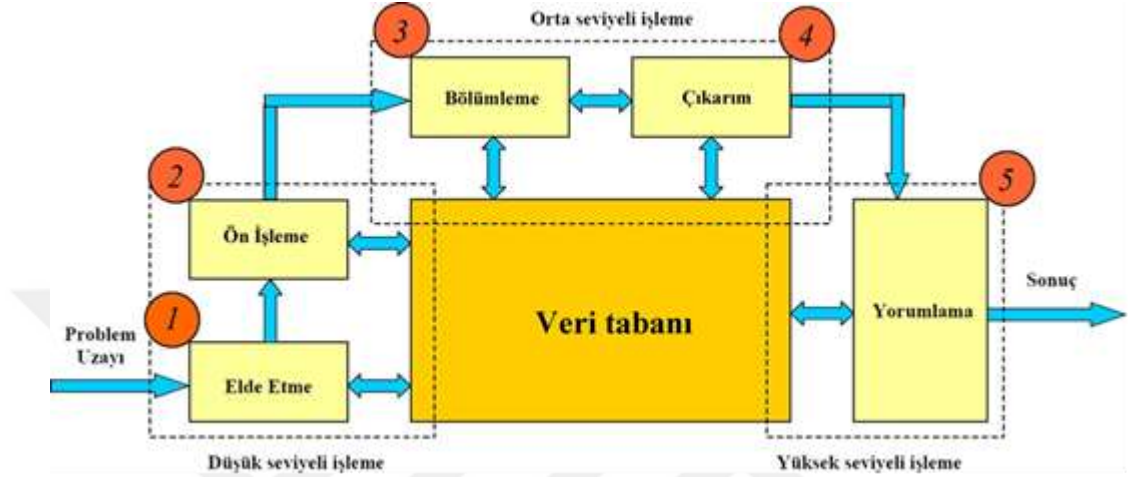 Orta seviyeli işleme
3
4
Bölümleme
Çıkarım
2
5
Ön İşleme
Sonuç
1
Veri tabanı
Yorumlama
Problem
Uzayı
Elde Etme
Düşük seviyeli işleme
Yüksek seviyeli işleme